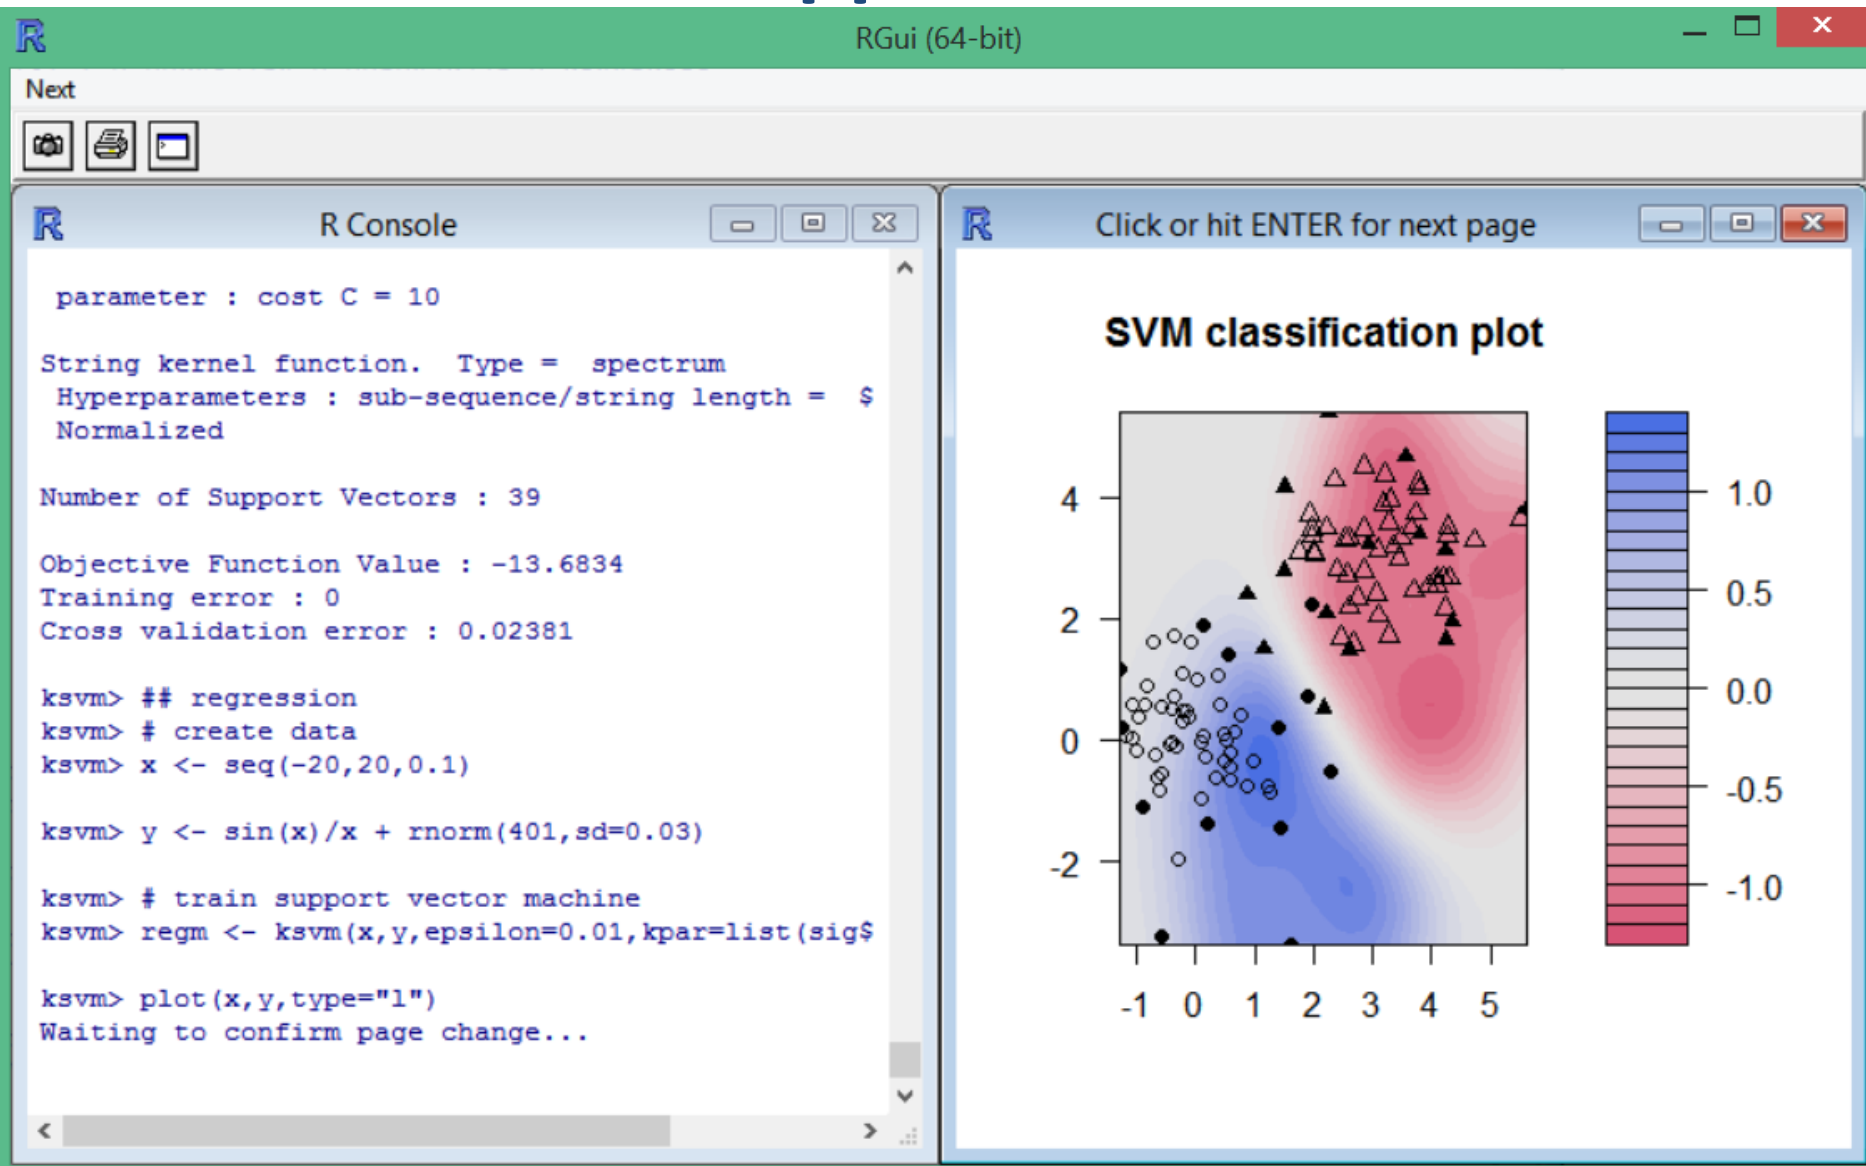 RGui (64-bit)
Next
R Console
parameter : cost C = 10
String kernel function.  Type =  spectrum
Hyperparameters : sub-sequence/string length =  $
Normalized
Number of Support Vectors : 39
Objective Function Value : -13.6834
Training error : 0
Cross validation error : 0.02381
ksvm> ## regression
ksvm> # create data
ksvm> x <- seq(-20,20,0.1)
ksvm> y <- sin(x)/x + rnorm(401,sd=0.03)
ksvm> # train support vector machine
ksvm> regm <- ksvm(x,y,epsilon=0.01,kpar=list(sig$
ksvm> plot(x,y,type="l")
Waiting to confirm page change...
Click or hit ENTER for next page
SVM classification plot
4
2
0
-2
-1 0 1 2 3 4 5
1.0
0.5
0.0
-0.5
-1.0